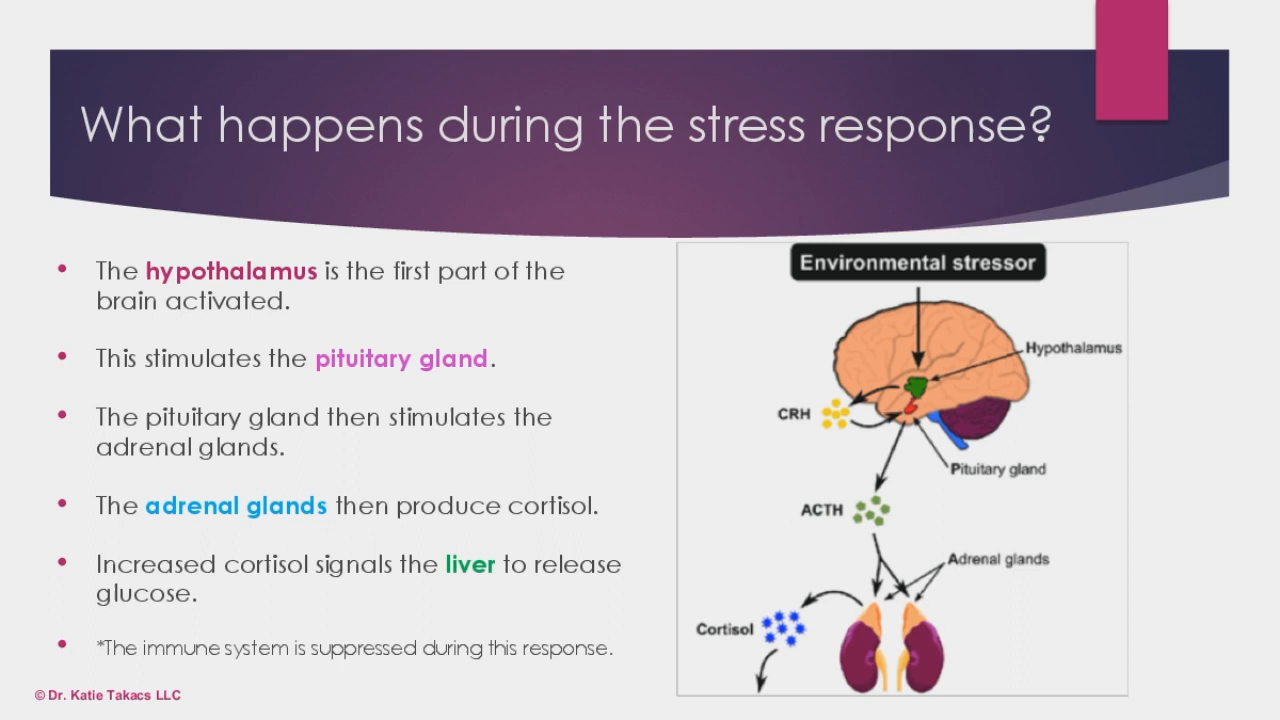 What happens during the stress response?
• The hypothalamus is the first part of the
brain activated.
• This stimulates the pituitary gland.
• The pituitary gland then stimulates the
adrenal glands.
• The adrenal glands then produce cortisol.
• Increased cortisol signals the liver to release
glucose.
• *The immune system is suppressed during this response.
Environmental stressor
Hypothalamus
CRH
Pituitary gland
ACTH
Adrenal glands
Cortisol
© Dr. Katie Takacs LLC